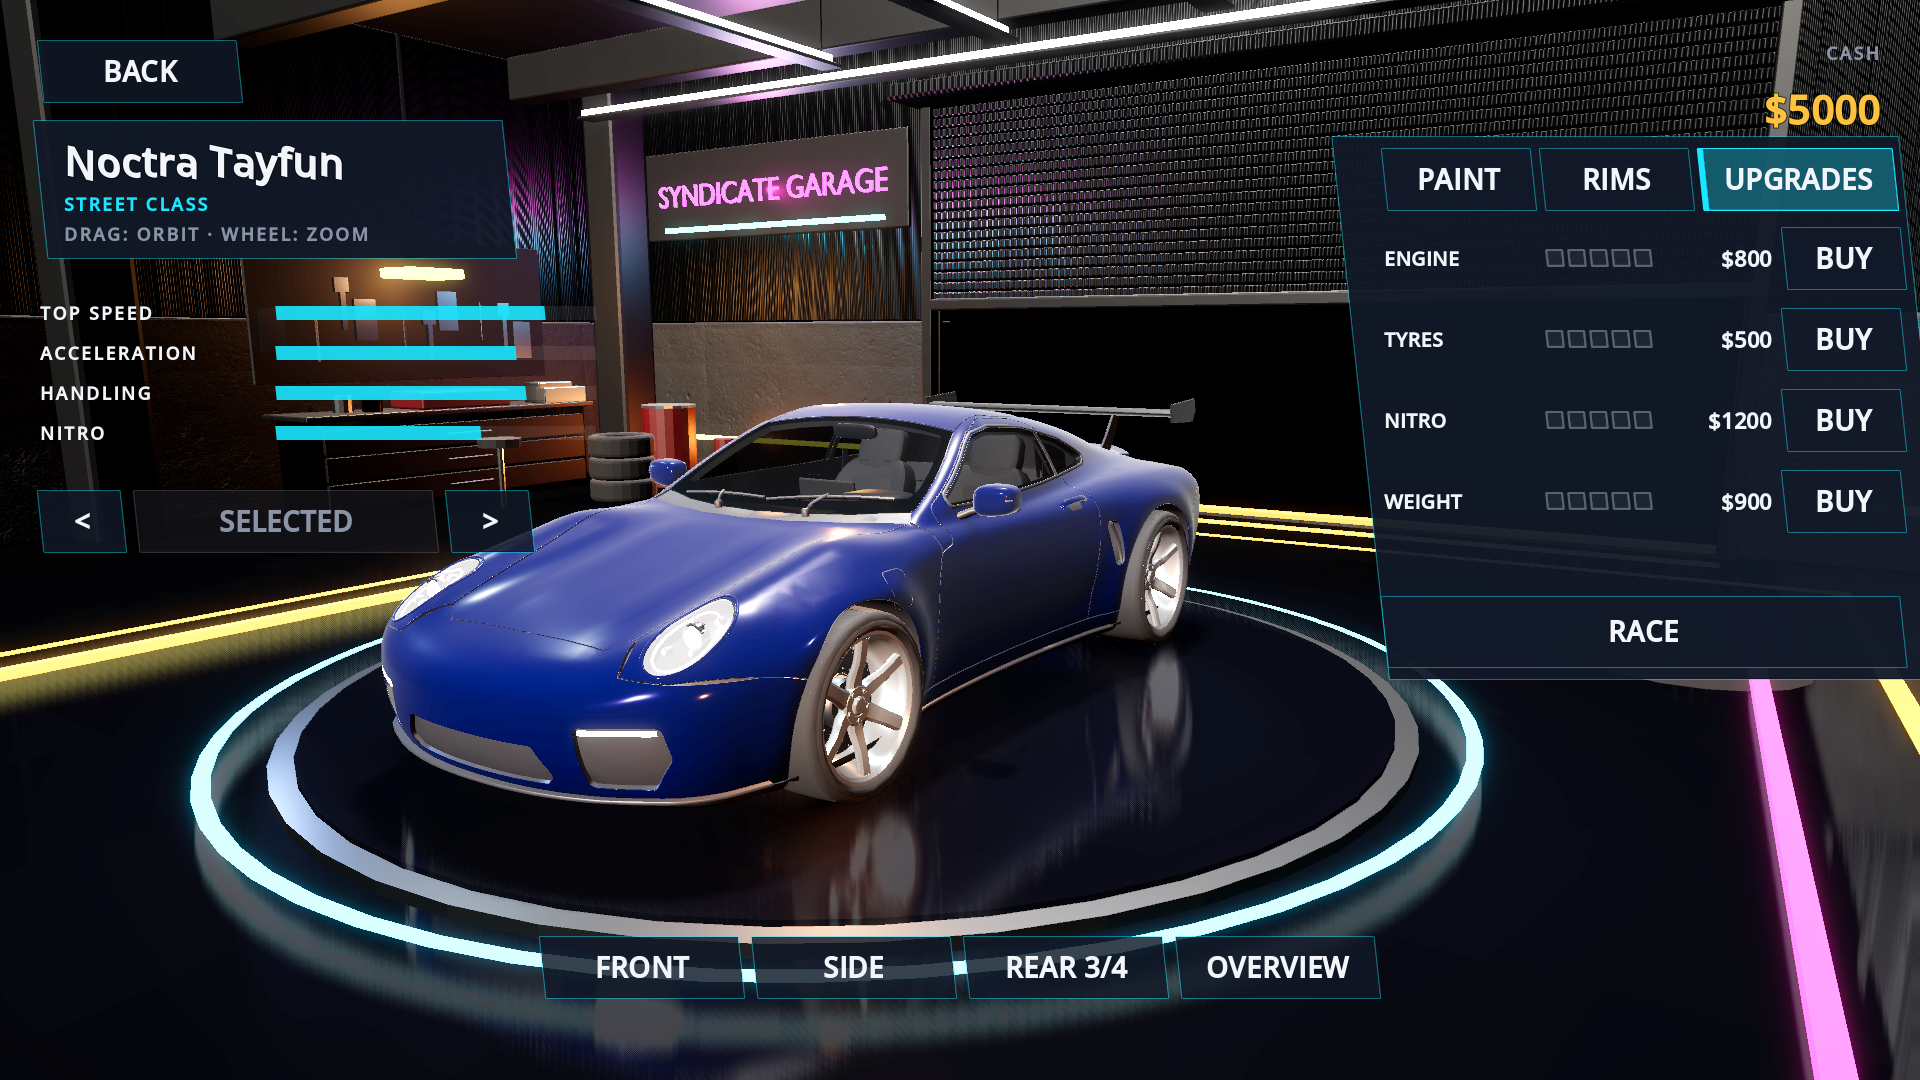 BACK
CASH
$5000
Noctra Tayfun
STREET CLASS
DRAG: ORBIT · WHEEL: ZOOM
SYNDICATE GARAGE
PAINT
RIMS
UPGRADES
TOP SPEED
ACCELERATION
HANDLING
NITRO
< SELECTED >
ENGINE $800 BUY
TYRES $500 BUY
NITRO $1200 BUY
WEIGHT $900 BUY
RACE
FRONT
SIDE
REAR 3/4
OVERVIEW